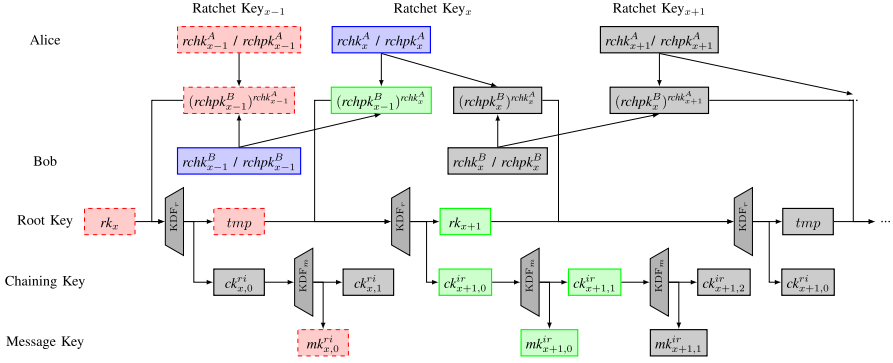 Ratchet Key_{x−1} Ratchet Key_x Ratchet Key_{x+1}
Alice rchk^A_{x−1} / rchpk^A_{x−1} rchk^A_x / rchpk^A_x rchk^A_{x+1} / rchpk^A_{x+1}
(rchpk^B_{x−1})^{rchk^A_{x−1}} (rchpk^B_{x−1})^{rchk^A_x} (rchpk^B_x)^{rchk^A_x} (rchpk^B_x)^{rchk^A_{x+1}} ...
Bob rchk^B_{x−1} / rchpk^B_{x−1} rchk^B_x / rchpk^B_x
Root Key rk_x KDF_r tmp KDF_r rk_{x+1} KDF_r tmp ...
Chaining Key ck^{ri}_{x,0} KDF_m ck^{ri}_{x,1} ck^{ir}_{x+1,0} KDF_m ck^{ir}_{x+1,1} KDF_m ck^{ir}_{x+1,2} ck^{ri}_{x+1,0}
Message Key mk^{ri}_{x,0} mk^{ir}_{x+1,0} mk^{ir}_{x+1,1}